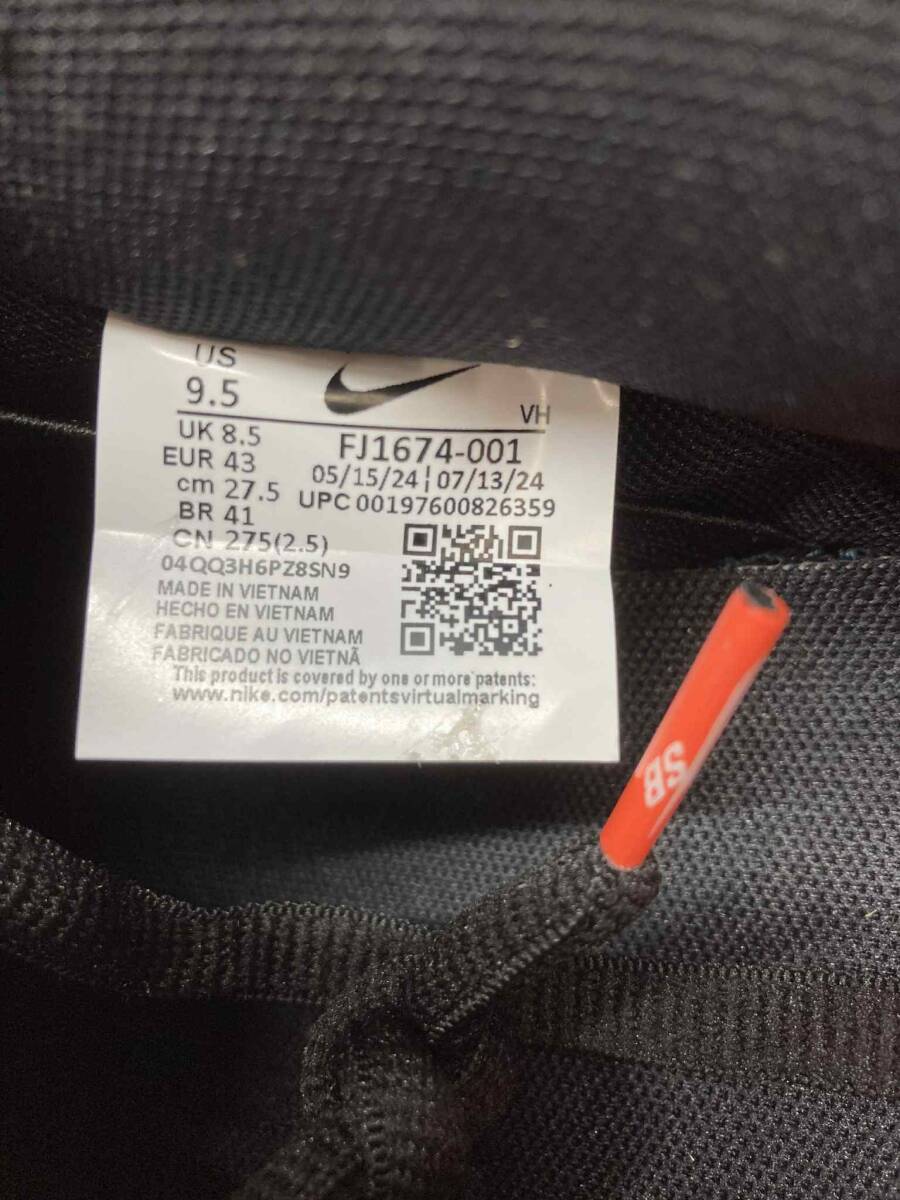 US
9.5
VH
UK 8.5
EUR 43
cm 27.5
BR 41
CN 275(2.5)
FJ1674-001
05/15/24 ¦ 07/13/24
UPC 00197600826359
04QQ3H6PZ8SN9
MADE IN VIETNAM
HECHO EN VIETNAM
FABRIQUE AU VIETNAM
FABRICADO NO VIETNÃ
This product is covered by one or more patents:
www.nike.com/patentsvirtualmarking
SB